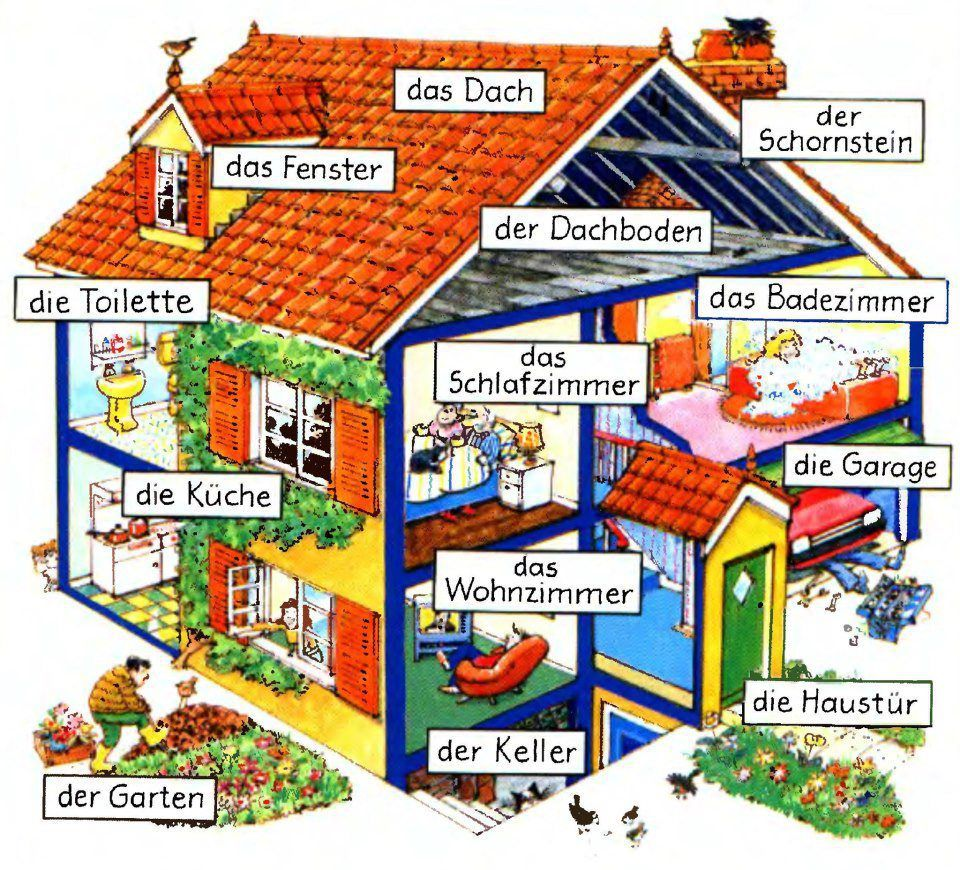 das Dach
der
Schornstein
das Fenster
der Dachboden
die Toilette
das Badezimmer
das
Schlafzimmer
die Garage
die Küche
das
Wohnzimmer
die Haustür
der Keller
der Garten